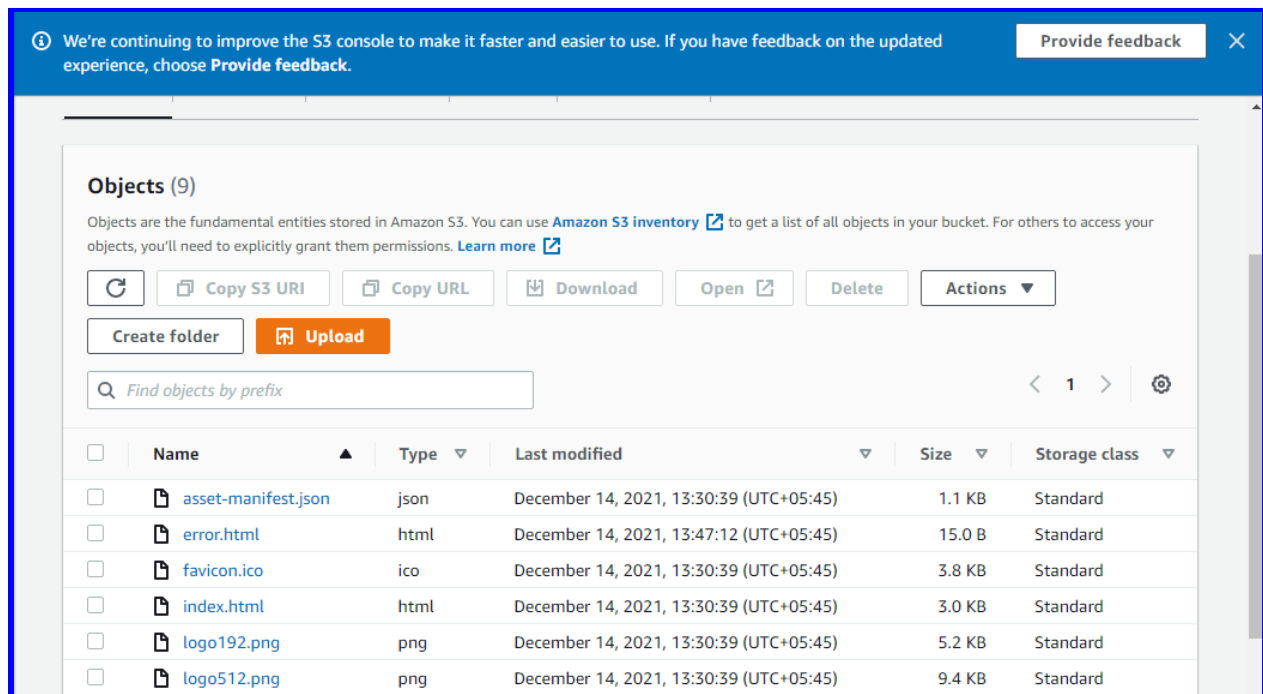 We're continuing to improve the S3 console to make it faster and easier to use. If you have feedback on the updated
experience, choose Provide feedback.
Provide feedback
Objects (9)
Objects are the fundamental entities stored in Amazon S3. You can use Amazon S3 inventory to get a list of all objects in your bucket. For others to access your
objects, you'll need to explicitly grant them permissions. Learn more
Copy S3 URI Copy URL Download Open Delete Actions
Create folder Upload
Find objects by prefix 1
Name Type Last modified Size Storage class
asset-manifest.json json December 14, 2021, 13:30:39 (UTC+05:45) 1.1 KB Standard
error.html html December 14, 2021, 13:47:12 (UTC+05:45) 15.0 B Standard
favicon.ico ico December 14, 2021, 13:30:39 (UTC+05:45) 3.8 KB Standard
index.html html December 14, 2021, 13:30:39 (UTC+05:45) 3.0 KB Standard
logo192.png png December 14, 2021, 13:30:39 (UTC+05:45) 5.2 KB Standard
logo512.png png December 14, 2021, 13:30:39 (UTC+05:45) 9.4 KB Standard